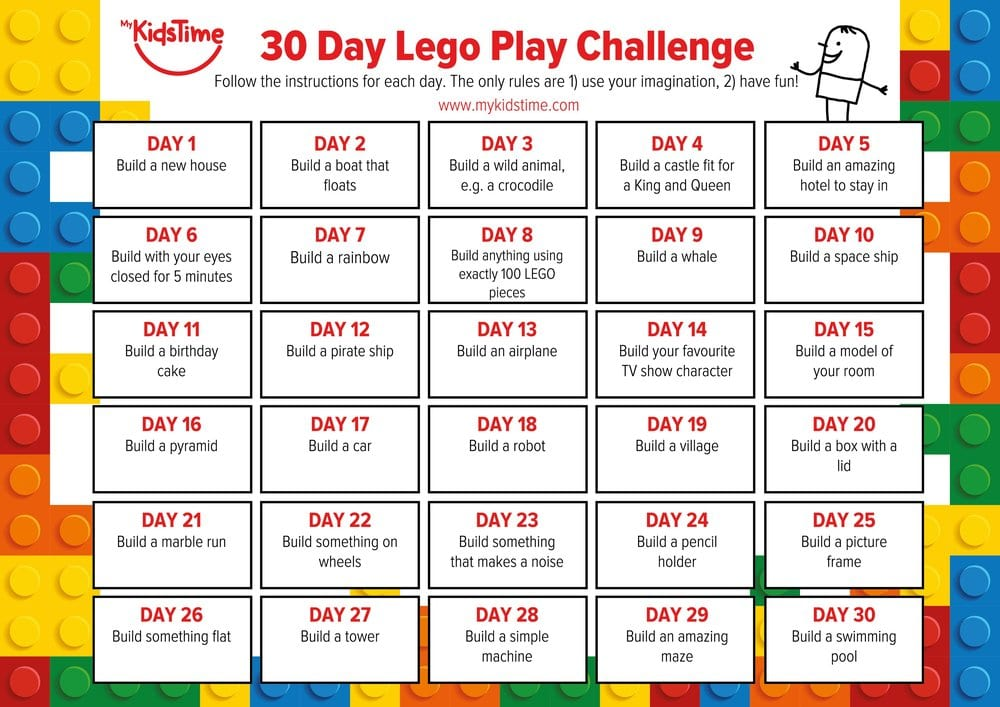 My KidsTime
30 Day Lego Play Challenge
Follow the instructions for each day. The only rules are 1) use your imagination, 2) have fun!
www.mykidstime.com
DAY 1
Build a new house
DAY 2
Build a boat that
floats
DAY 3
Build a wild animal,
e.g. a crocodile
DAY 4
Build a castle fit for
a King and Queen
DAY 5
Build an amazing
hotel to stay in
DAY 6
Build with your eyes
closed for 5 minutes
DAY 7
Build a rainbow
DAY 8
Build anything using
exactly 100 LEGO
pieces
DAY 9
Build a whale
DAY 10
Build a space ship
DAY 11
Build a birthday
cake
DAY 12
Build a pirate ship
DAY 13
Build an airplane
DAY 14
Build your favourite
TV show character
DAY 15
Build a model of
your room
DAY 16
Build a pyramid
DAY 17
Build a car
DAY 18
Build a robot
DAY 19
Build a village
DAY 20
Build a box with a
lid
DAY 21
Build a marble run
DAY 22
Build something on
wheels
DAY 23
Build something
that makes a noise
DAY 24
Build a pencil
holder
DAY 25
Build a picture
frame
DAY 26
Build something flat
DAY 27
Build a tower
DAY 28
Build a simple
machine
DAY 29
Build an amazing
maze
DAY 30
Build a swimming
pool